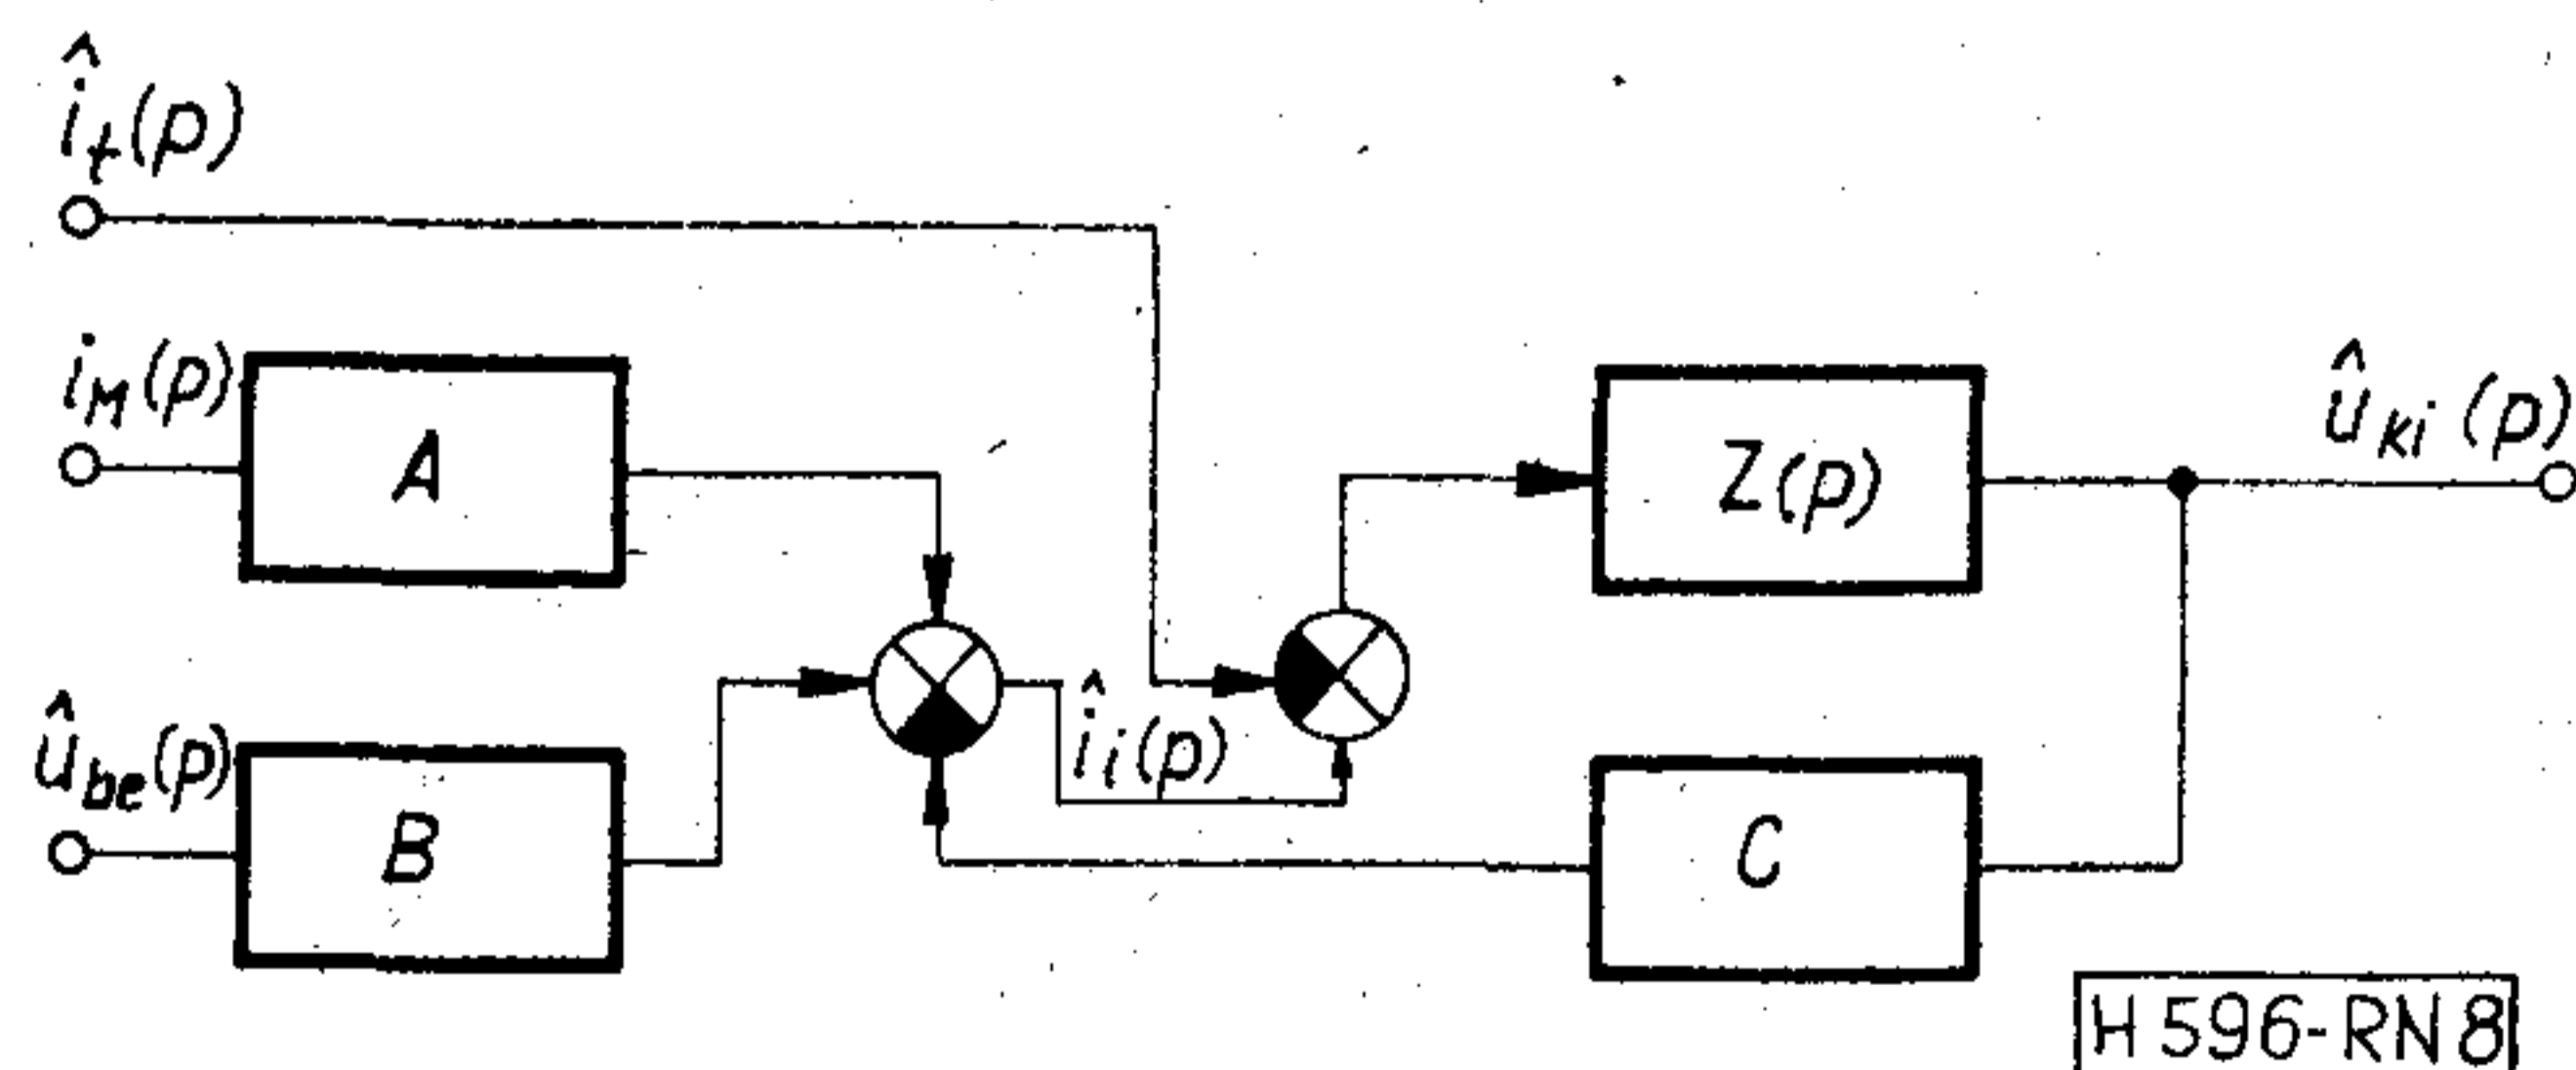 î_t(p)
i_M(p)
A
Z(p)
û_ki(p)
û_be(p)
B
î_i(p)
C
H 596-RN 8